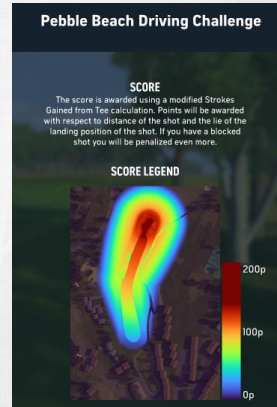 Pebble Beach Driving Challenge
SCORE
The score is awarded using a modified Strokes
Gained from Tee calculation. Points will be awarded
with respect to distance of the shot and the lie of the
landing position of the shot. If you have a blocked
shot you will be penalized even more.
SCORE LEGEND
200p
100p
0p